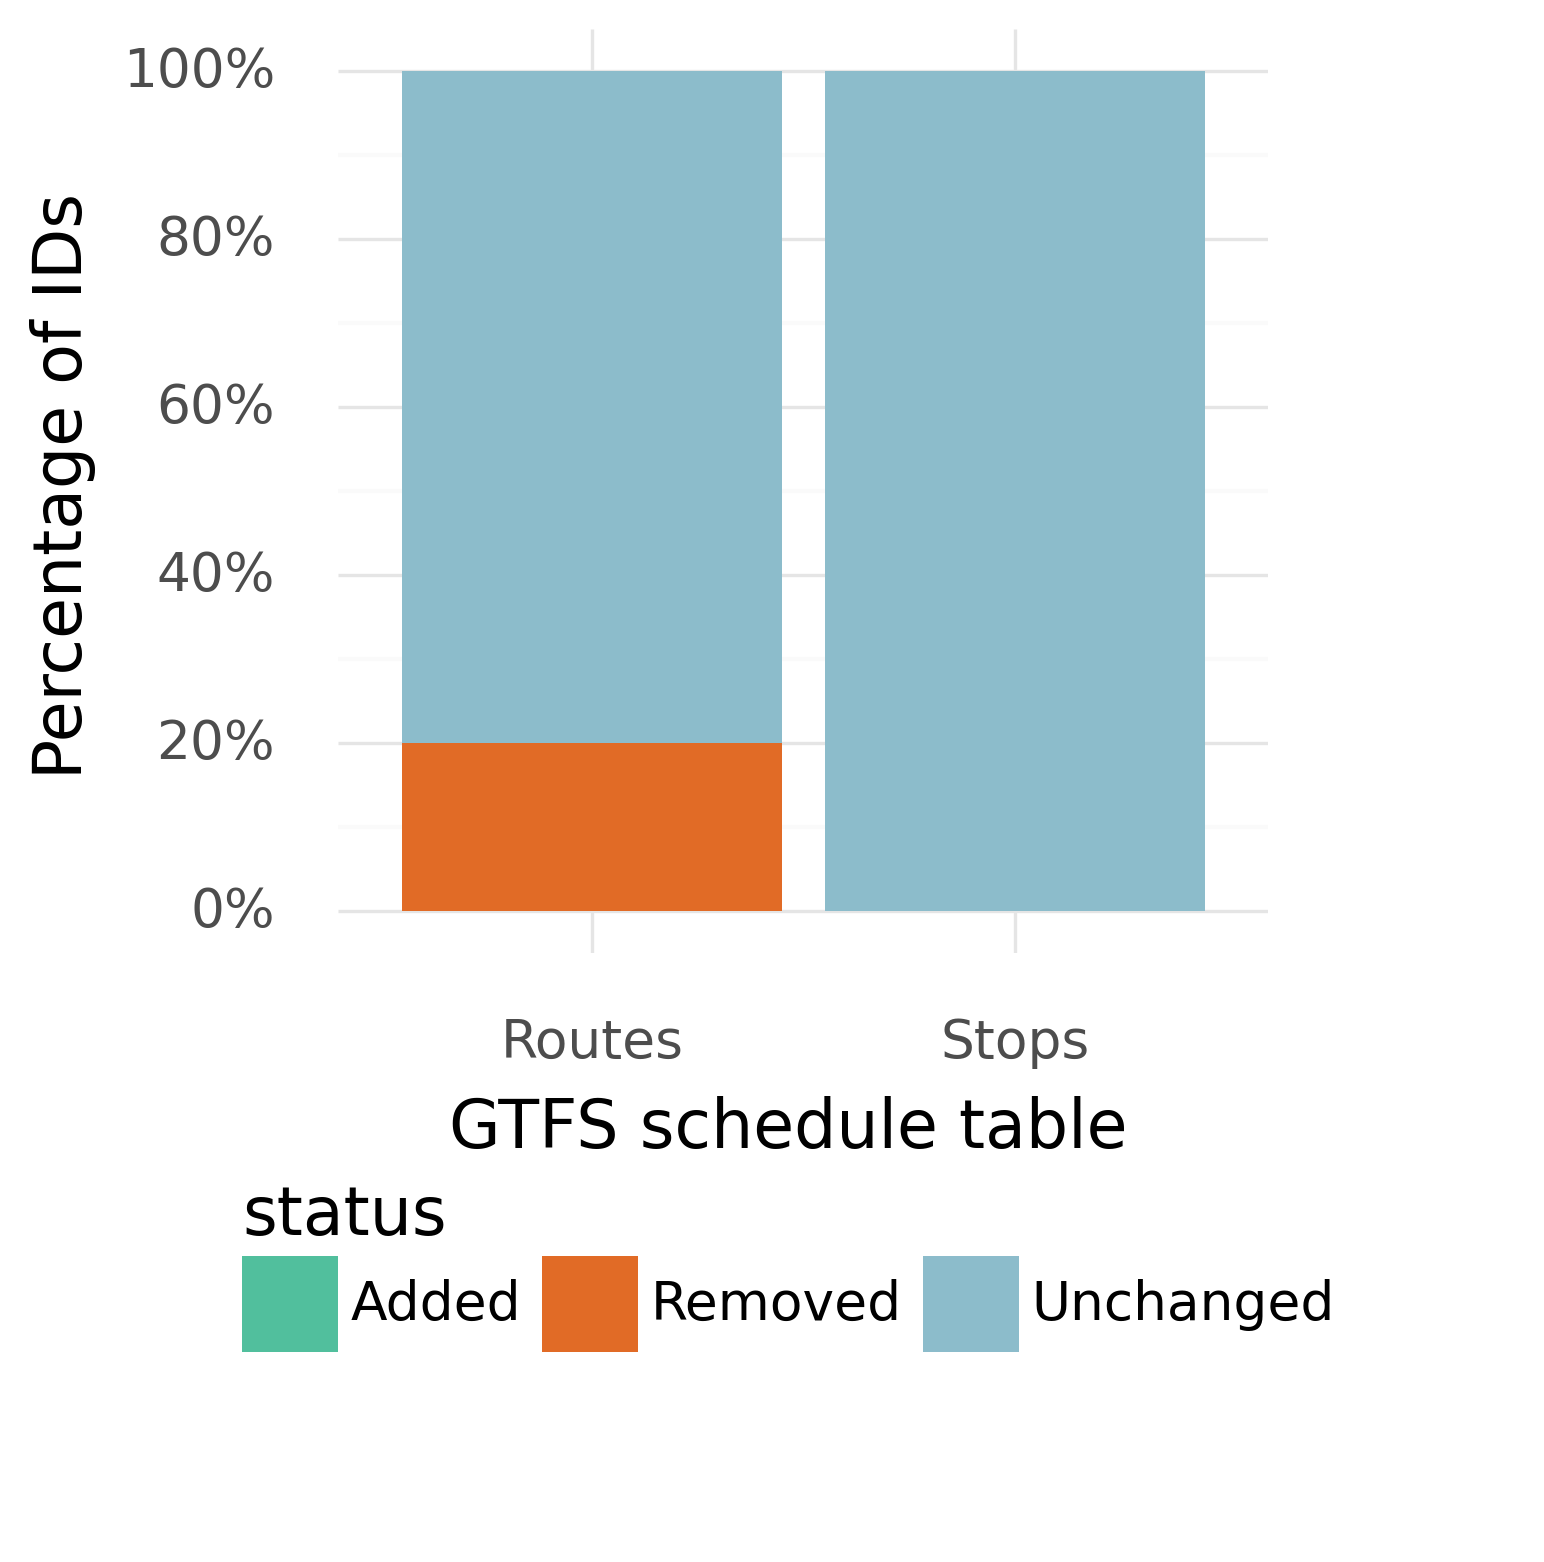 100%
80%
60%
40%
20%
0%
Percentage of IDs
Routes Stops
GTFS schedule table
status
Added Removed Unchanged